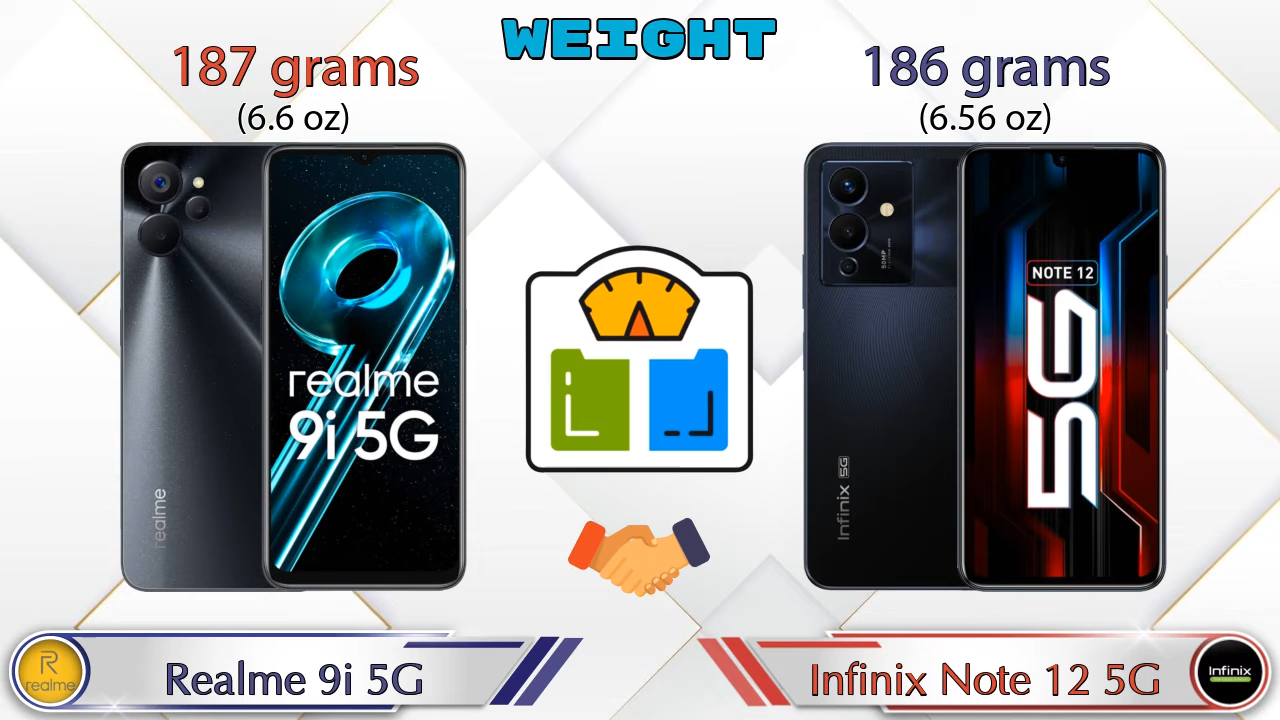 WEIGHT
187 grams
(6.6 oz)
186 grams
(6.56 oz)
realme
9i 5G
realme
NOTE 12
5G
50MP
Infinix 5G
R
realme
Realme 9i 5G
Infinix Note 12 5G
Infinix